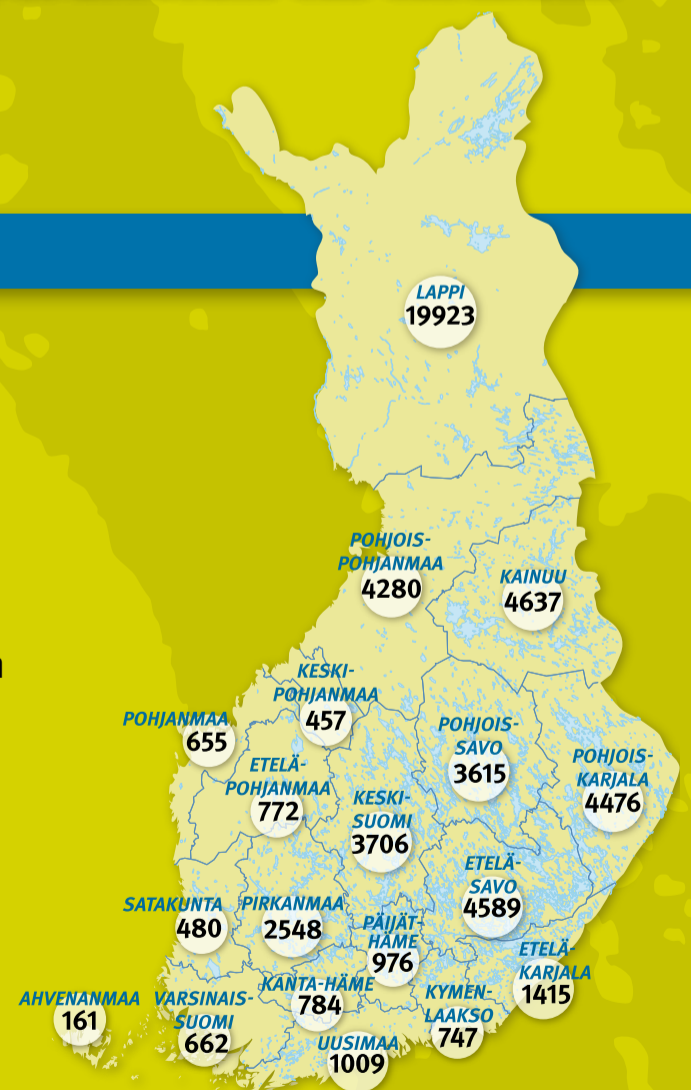 LAPPI
19923
POHJOIS-
POHJANMAA
4280
KAINUU
4637
KESKI-
POHJANMAA
457
POHJANMAA
655
POHJOIS-
SAVO
3615
POHJOIS-
KARJALA
4476
ETELÄ-
POHJANMAA
772
KESKI-
SUOMI
3706
ETELÄ-
SAVO
4589
SATAKUNTA
480
PIRKANMAA
2548
PÄIJÄT
HÄME
976
ETELÄ-
KARJALA
1415
KANTA-HÄME
784
KYMEN-
LAAKSO
747
AHVENANMAA
161
VARSINAIS-
SUOMI
662
UUSIMAA
1009